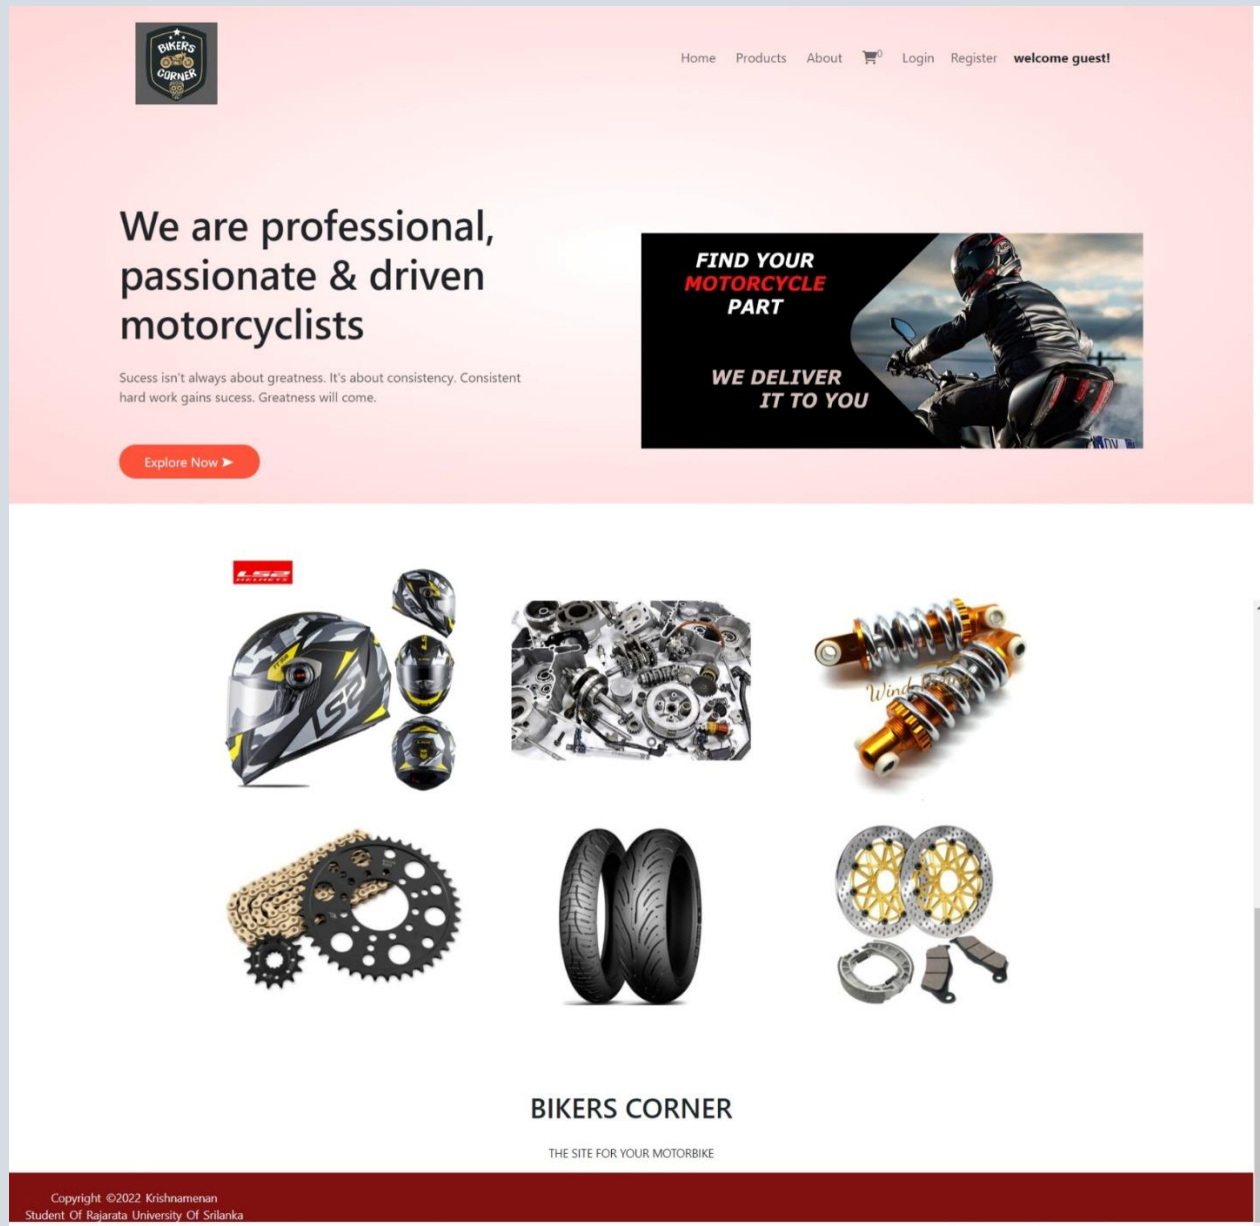 BIKERS
CORNER
Home Products About 0 Login Register welcome guest!
We are professional,
passionate & driven
motorcyclists
Sucess isn't always about greatness. It's about consistency. Consistent
hard work gains sucess. Greatness will come.
Explore Now ➤
FIND YOUR
MOTORCYCLE
PART
WE DELIVER
IT TO YOU
LS2
HELMETS
LS2
BIKERS CORNER
THE SITE FOR YOUR MOTORBIKE
Copyright ©2022 Krishnamenan
Student Of Rajarata University Of Srilanka